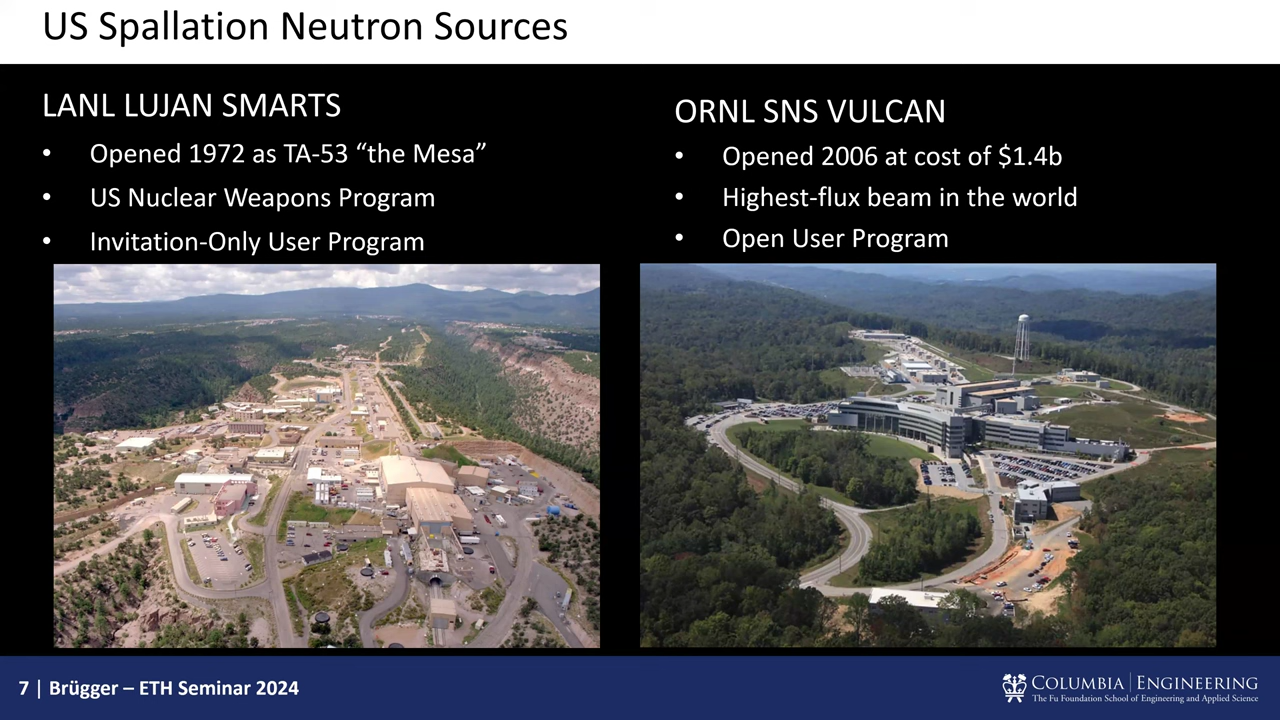 US Spallation Neutron Sources
LANL LUJAN SMARTS
• Opened 1972 as TA-53 “the Mesa”
• US Nuclear Weapons Program
• Invitation-Only User Program
ORNL SNS VULCAN
• Opened 2006 at cost of $1.4b
• Highest-flux beam in the world
• Open User Program
7 | Brügger – ETH Seminar 2024
COLUMBIA | ENGINEERING
The Fu Foundation School of Engineering and Applied Science